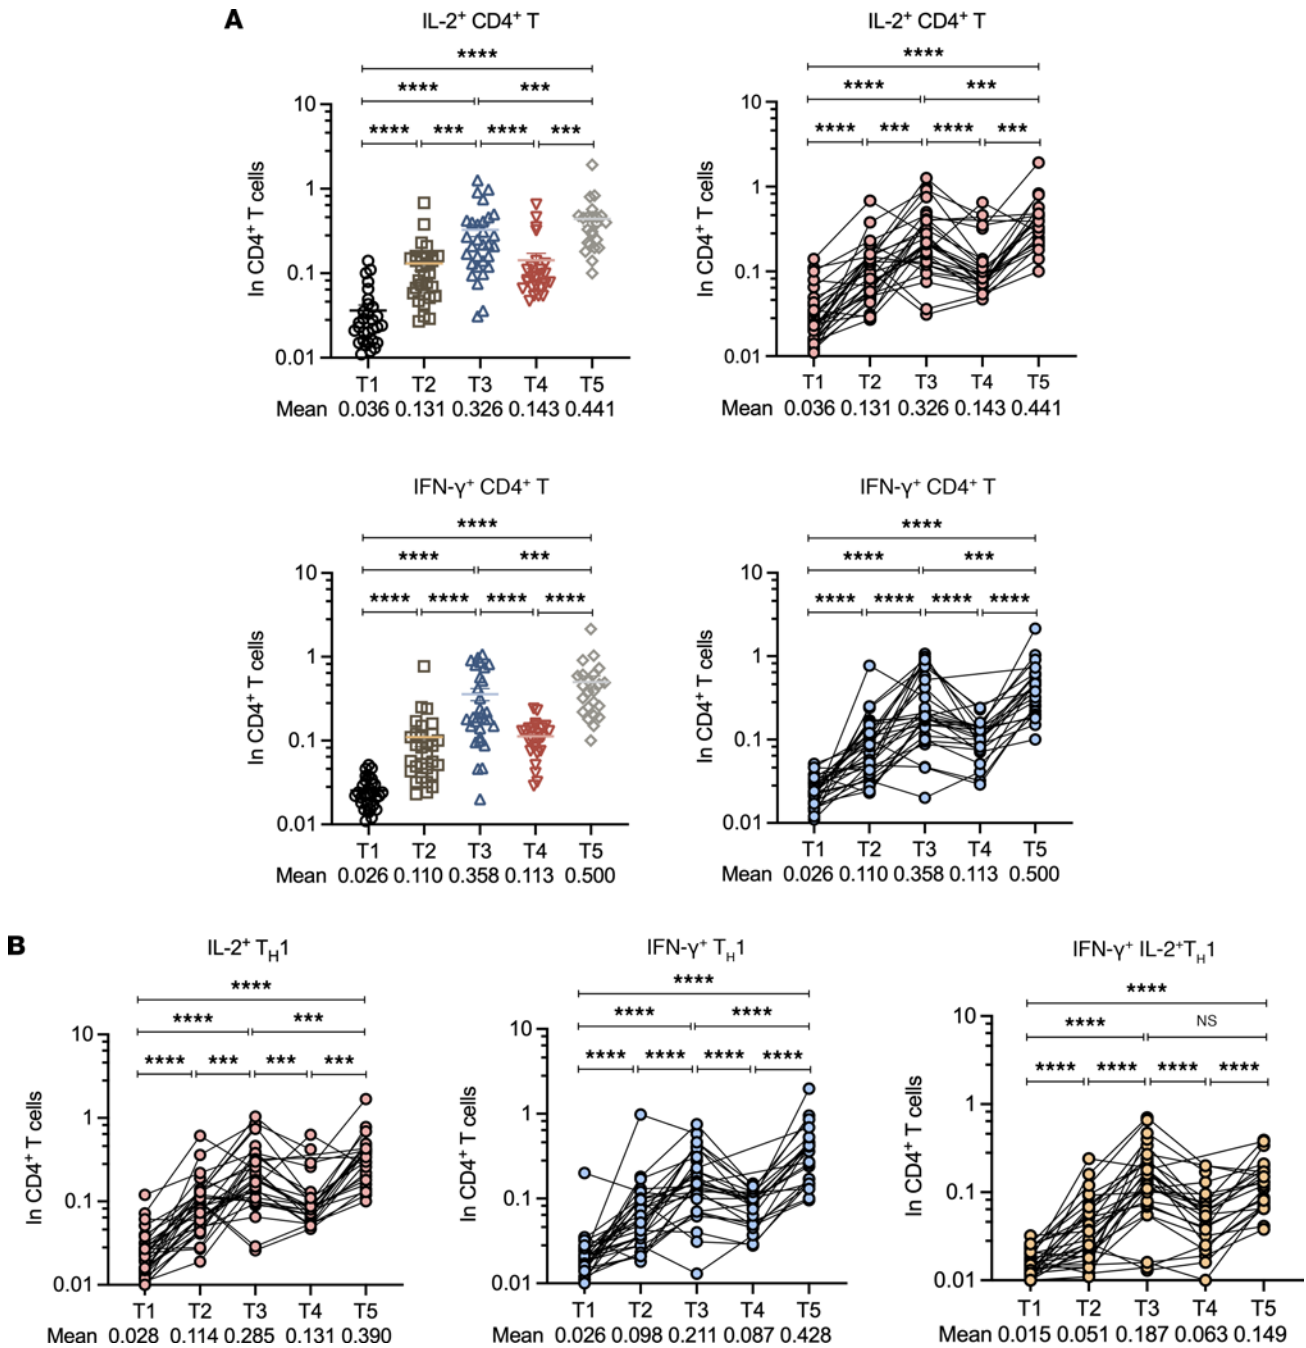 A
IL-2⁺ CD4⁺ T
****
**** ***
**** *** **** ***
In CD4⁺ T cells
10
1
0.1
0.01
T1 T2 T3 T4 T5
Mean 0.036 0.131 0.326 0.143 0.441
IL-2⁺ CD4⁺ T
****
**** ***
**** *** **** ***
In CD4⁺ T cells
10
1
0.1
0.01
T1 T2 T3 T4 T5
Mean 0.036 0.131 0.326 0.143 0.441
IFN-γ⁺ CD4⁺ T
****
**** ***
**** **** **** ****
In CD4⁺ T cells
10
1
0.1
0.01
T1 T2 T3 T4 T5
Mean 0.026 0.110 0.358 0.113 0.500
IFN-γ⁺ CD4⁺ T
****
**** ***
**** **** **** ****
In CD4⁺ T cells
10
1
0.1
0.01
T1 T2 T3 T4 T5
Mean 0.026 0.110 0.358 0.113 0.500
B
IL-2⁺ T_H1
****
**** ***
**** *** *** ***
In CD4⁺ T cells
10
1
0.1
0.01
T1 T2 T3 T4 T5
Mean 0.028 0.114 0.285 0.131 0.390
IFN-γ⁺ T_H1
****
**** ****
**** **** **** ****
In CD4⁺ T cells
10
1
0.1
0.01
T1 T2 T3 T4 T5
Mean 0.026 0.098 0.211 0.087 0.428
IFN-γ⁺ IL-2⁺T_H1
****
**** NS
**** **** **** ****
In CD4⁺ T cells
10
1
0.1
0.01
T1 T2 T3 T4 T5
Mean 0.015 0.051 0.187 0.063 0.149